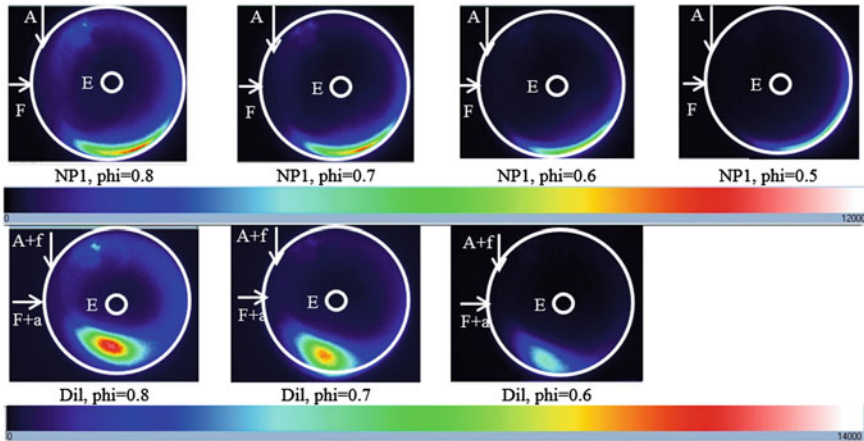 A A A A
E E E E
F F F F
NP1, phi=0.8 NP1, phi=0.7 NP1, phi=0.6 NP1, phi=0.5
0 12000
A+f A+f A+f
E E E
F+a F+a F+a
Dil, phi=0.8 Dil, phi=0.7 Dil, phi=0.6
0 14000